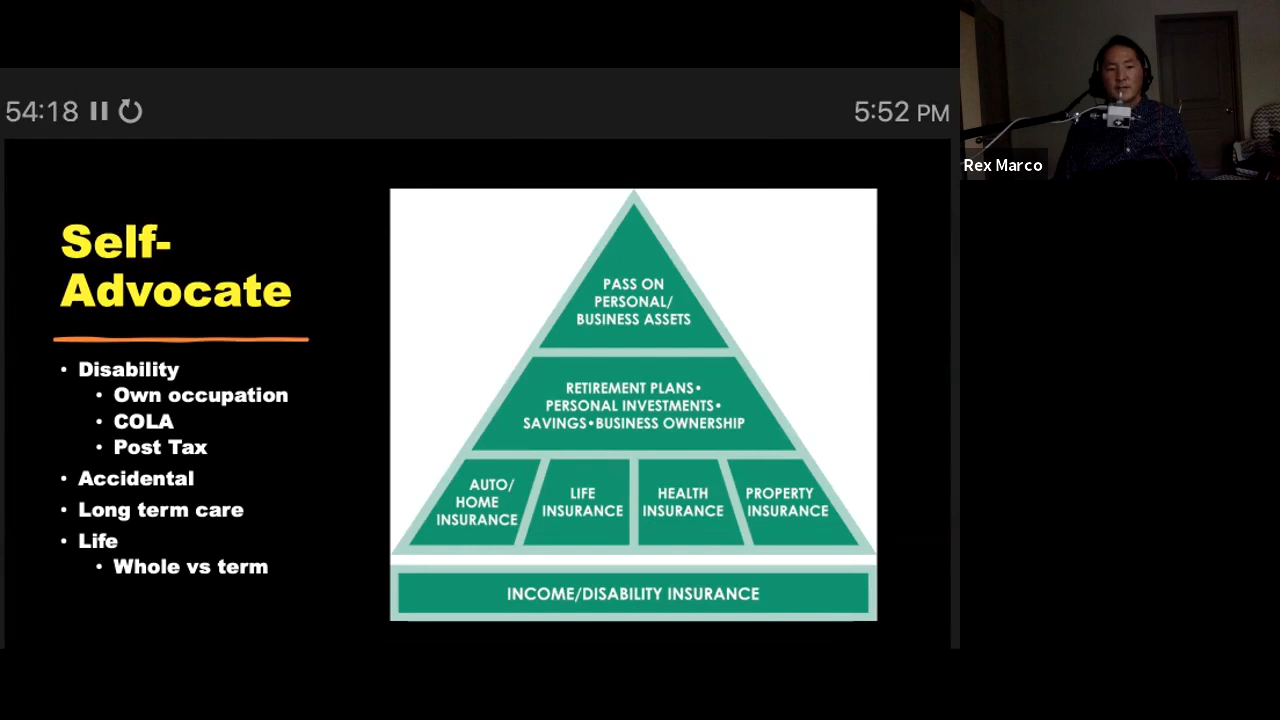 54:18
5:52 PM
Rex Marco
Self-
Advocate
• Disability
• Own occupation
• COLA
• Post Tax
• Accidental
• Long term care
• Life
• Whole vs term
PASS ON
PERSONAL/
BUSINESS ASSETS
RETIREMENT PLANS•
PERSONAL INVESTMENTS•
SAVINGS•BUSINESS OWNERSHIP
AUTO/
HOME
INSURANCE
LIFE
INSURANCE
HEALTH
INSURANCE
PROPERTY
INSURANCE
INCOME/DISABILITY INSURANCE